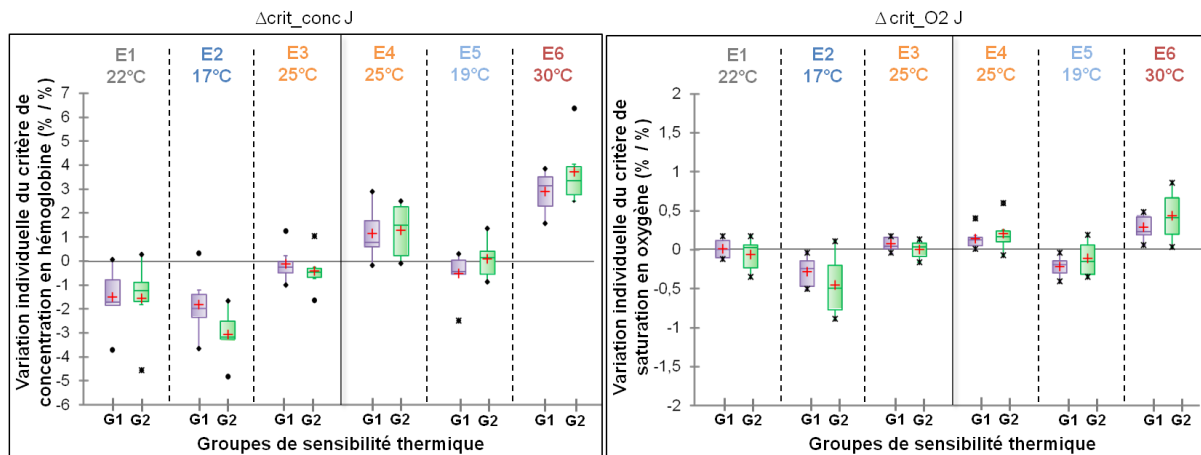 Δcrit_conc J
E1 E2 E3 E4 E5 E6
22°C 17°C 25°C 25°C 19°C 30°C
Variation individuelle du critère de
concentration en hémoglobine (% / %)
7
6
5
4
3
2
1
0
-1
-2
-3
-4
-5
-6
G1 G2 G1 G2 G1 G2 G1 G2 G1 G2 G1 G2
Groupes de sensibilité thermique
Δ crit_O2 J
E1 E2 E3 E4 E5 E6
22°C 17°C 25°C 25°C 19°C 30°C
Variation individuelle du critère de
saturation en oxygène (% / %)
2
1.5
1
0.5
0
-0.5
-1
-1.5
-2
G1 G2 G1 G2 G1 G2 G1 G2 G1 G2 G1 G2
Groupes de sensibilité thermique